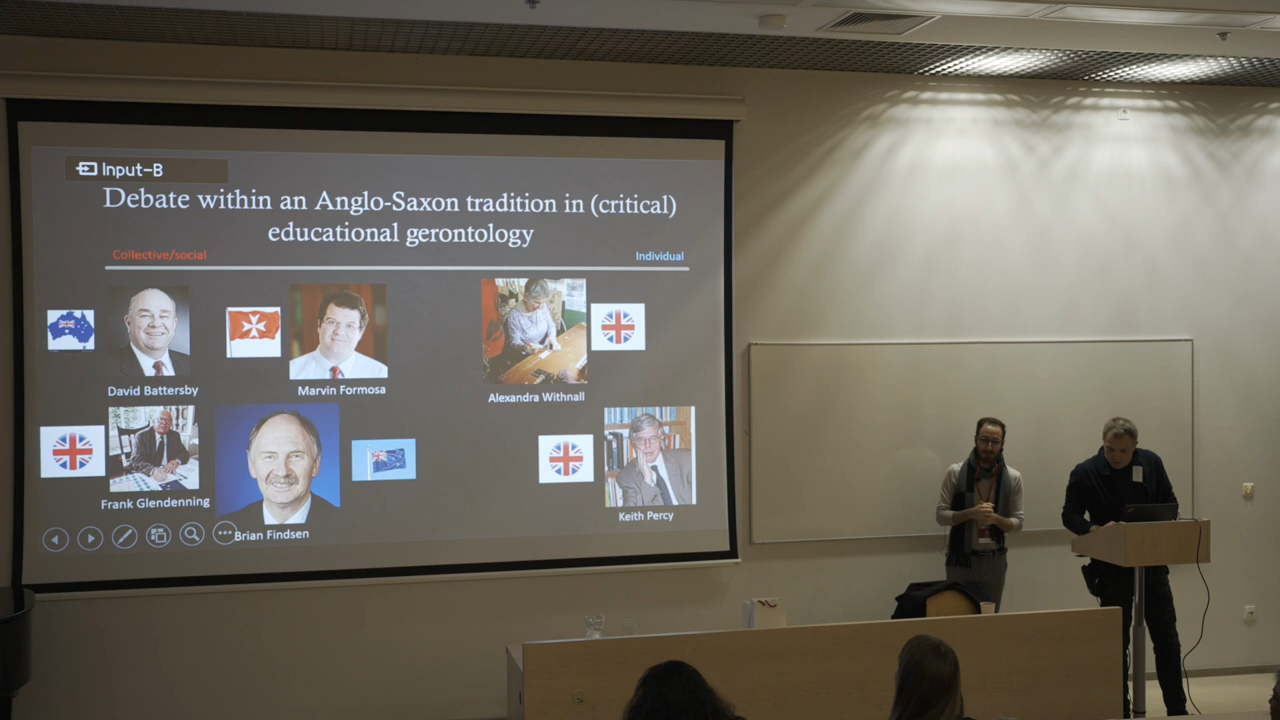 Input-B
Debate within an Anglo-Saxon tradition in (critical)
educational gerontology
Collective/social
Individual
David Battersby
Marvin Formosa
Alexandra Withnall
Frank Glendenning
Brian Findsen
Keith Percy